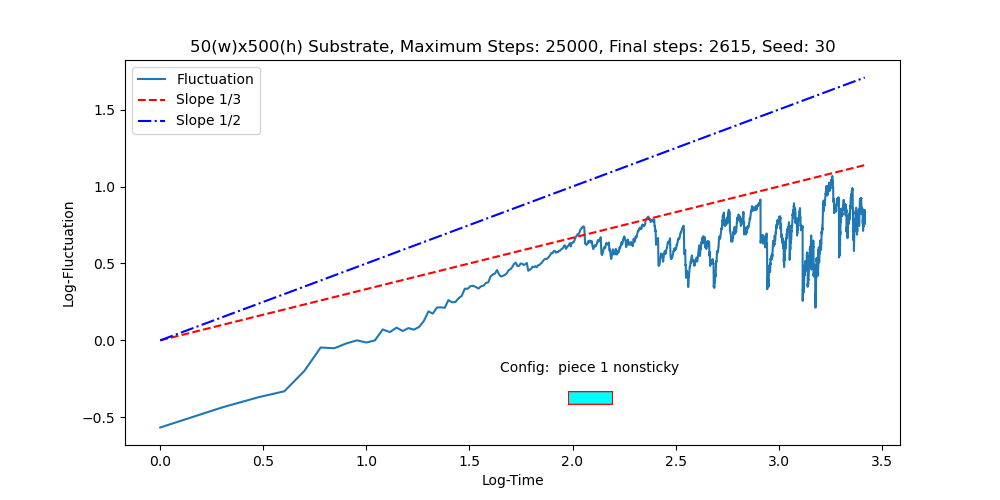 50(w)x500(h) Substrate, Maximum Steps: 25000, Final steps: 2615, Seed: 30
Fluctuation
Slope 1/3
Slope 1/2
Log-Fluctuation
1.5
1.0
0.5
0.0
−0.5
Config:  piece 1 nonsticky
0.0 0.5 1.0 1.5 2.0 2.5 3.0 3.5
Log-Time